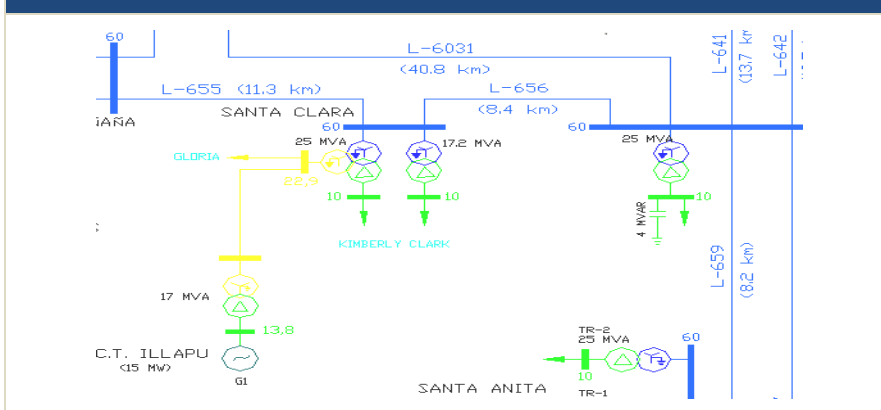 60
L-6031
(40.8 km)
L-641
(13.7 km
L-642
L-655 (11.3 km)
L-656
(8.4 km)
SANTA CLARA
ÑAÑA
60
60
25 MVA
17.2 MVA
25 MVA
GLORIA
22,9
10
10
10
4 MVAR
KIMBERLY CLARK
L-659
(8.2 km)
17 MVA
13,8
C.T. ILLAPU
(15 MW)
G1
TR-2
25 MVA
60
10
SANTA ANITA
TR-1